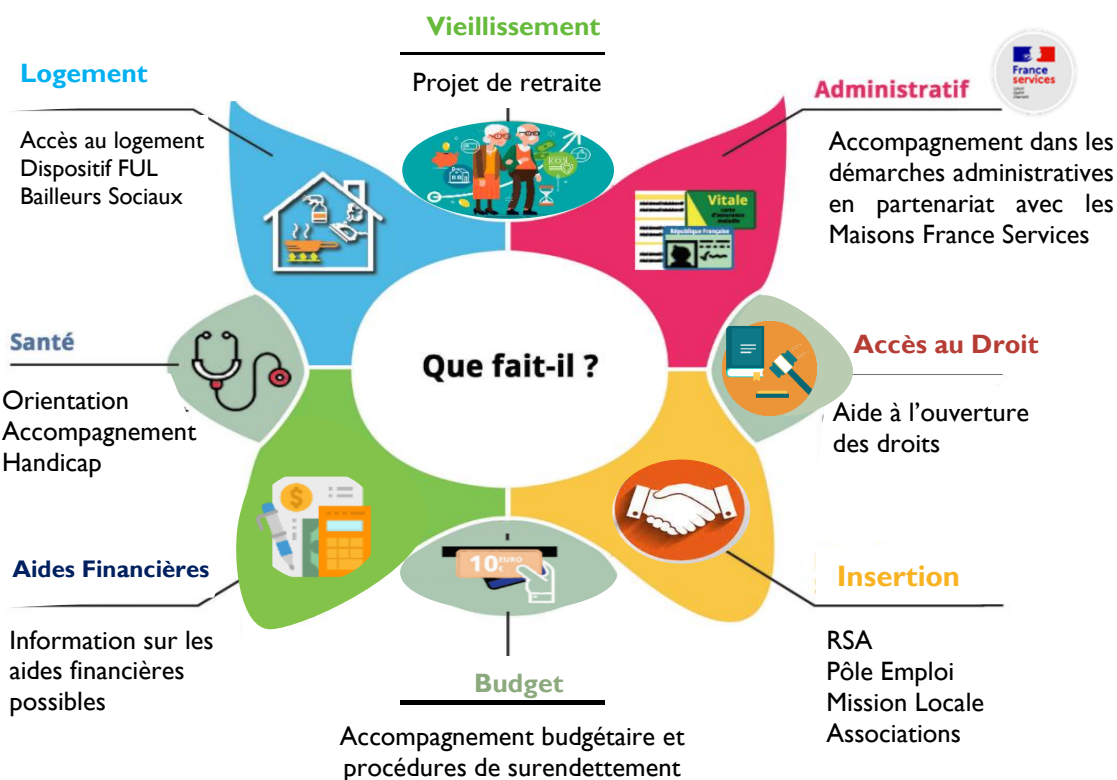 Vieillissement
Projet de retraite
Logement
Accès au logement
Dispositif FUL
Bailleurs Sociaux
Administratif
France
services
Accompagnement dans les
démarches administratives
en partenariat avec les
Maisons France Services
Vitale
carte
d'assurance
maladie
République Française
Santé
Orientation
Accompagnement
Handicap
Que fait-il ?
Accès au Droit
Aide à l’ouverture
des droits
Aides Financières
Information sur les
aides financières
possibles
$
10 EURO
€
Budget
Accompagnement budgétaire et
procédures de surendettement
Insertion
RSA
Pôle Emploi
Mission Locale
Associations